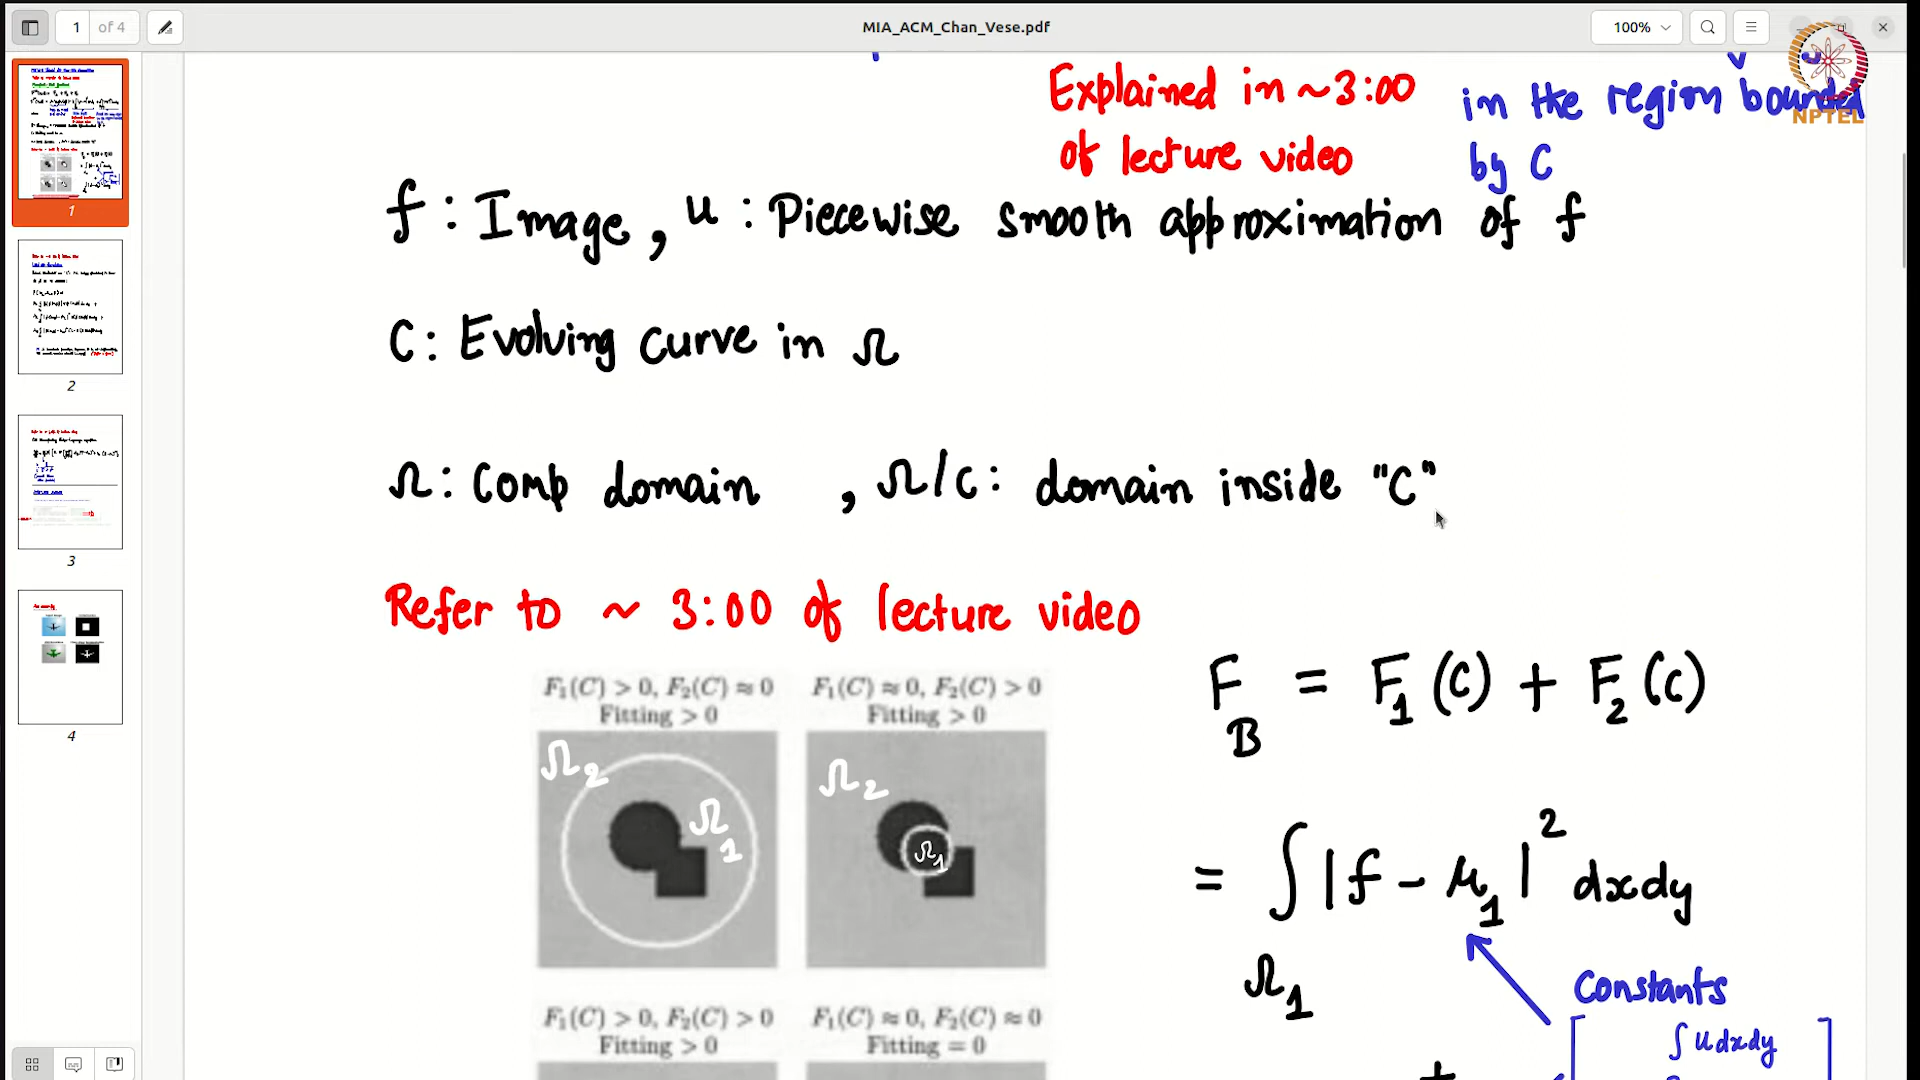 1 of 4
MIA_ACM_Chan_Vese.pdf
100%
NPTEL
Explained in ~3:00
of lecture video
in the region bounded
by C
f : Image, u : Piecewise smooth approximation of f
C: Evolving curve in Ω
Ω: Comp domain , Ω/C: domain inside "C"
Refer to ~ 3:00 of lecture video
F₁(C) > 0, F₂(C) ≈ 0
Fitting > 0
F₁(C) ≈ 0, F₂(C) > 0
Fitting > 0
Ω₂
Ω₁
Ω₂
Ω₁
F_B = F₁(C) + F₂(C)
= ∫ |f - μ₁|² dxdy
Ω₁
Constants
∫ u dxdy
+
F₁(C) > 0, F₂(C) > 0
Fitting > 0
F₁(C) ≈ 0, F₂(C) ≈ 0
Fitting = 0
1
2
3
4